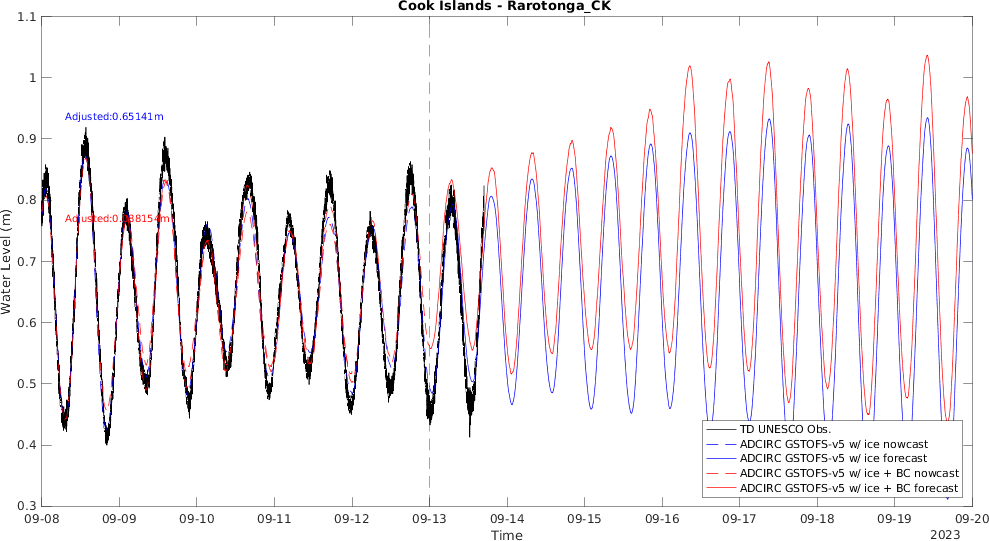 Cook Islands - Rarotonga_CK
Water Level (m)
1.1
1
0.9
0.8
0.7
0.6
0.5
0.4
0.3
Adjusted:0.65141m
09-08
09-09
09-10
09-11
09-12
09-13
09-14
09-15
09-16
09-17
09-18
09-19
09-20
Time
2023
TD UNESCO Obs.
ADCIRC GSTOFS-v5 w/ ice nowcast
ADCIRC GSTOFS-v5 w/ ice forecast
ADCIRC GSTOFS-v5 w/ ice + BC nowcast
ADCIRC GSTOFS-v5 w/ ice + BC forecast